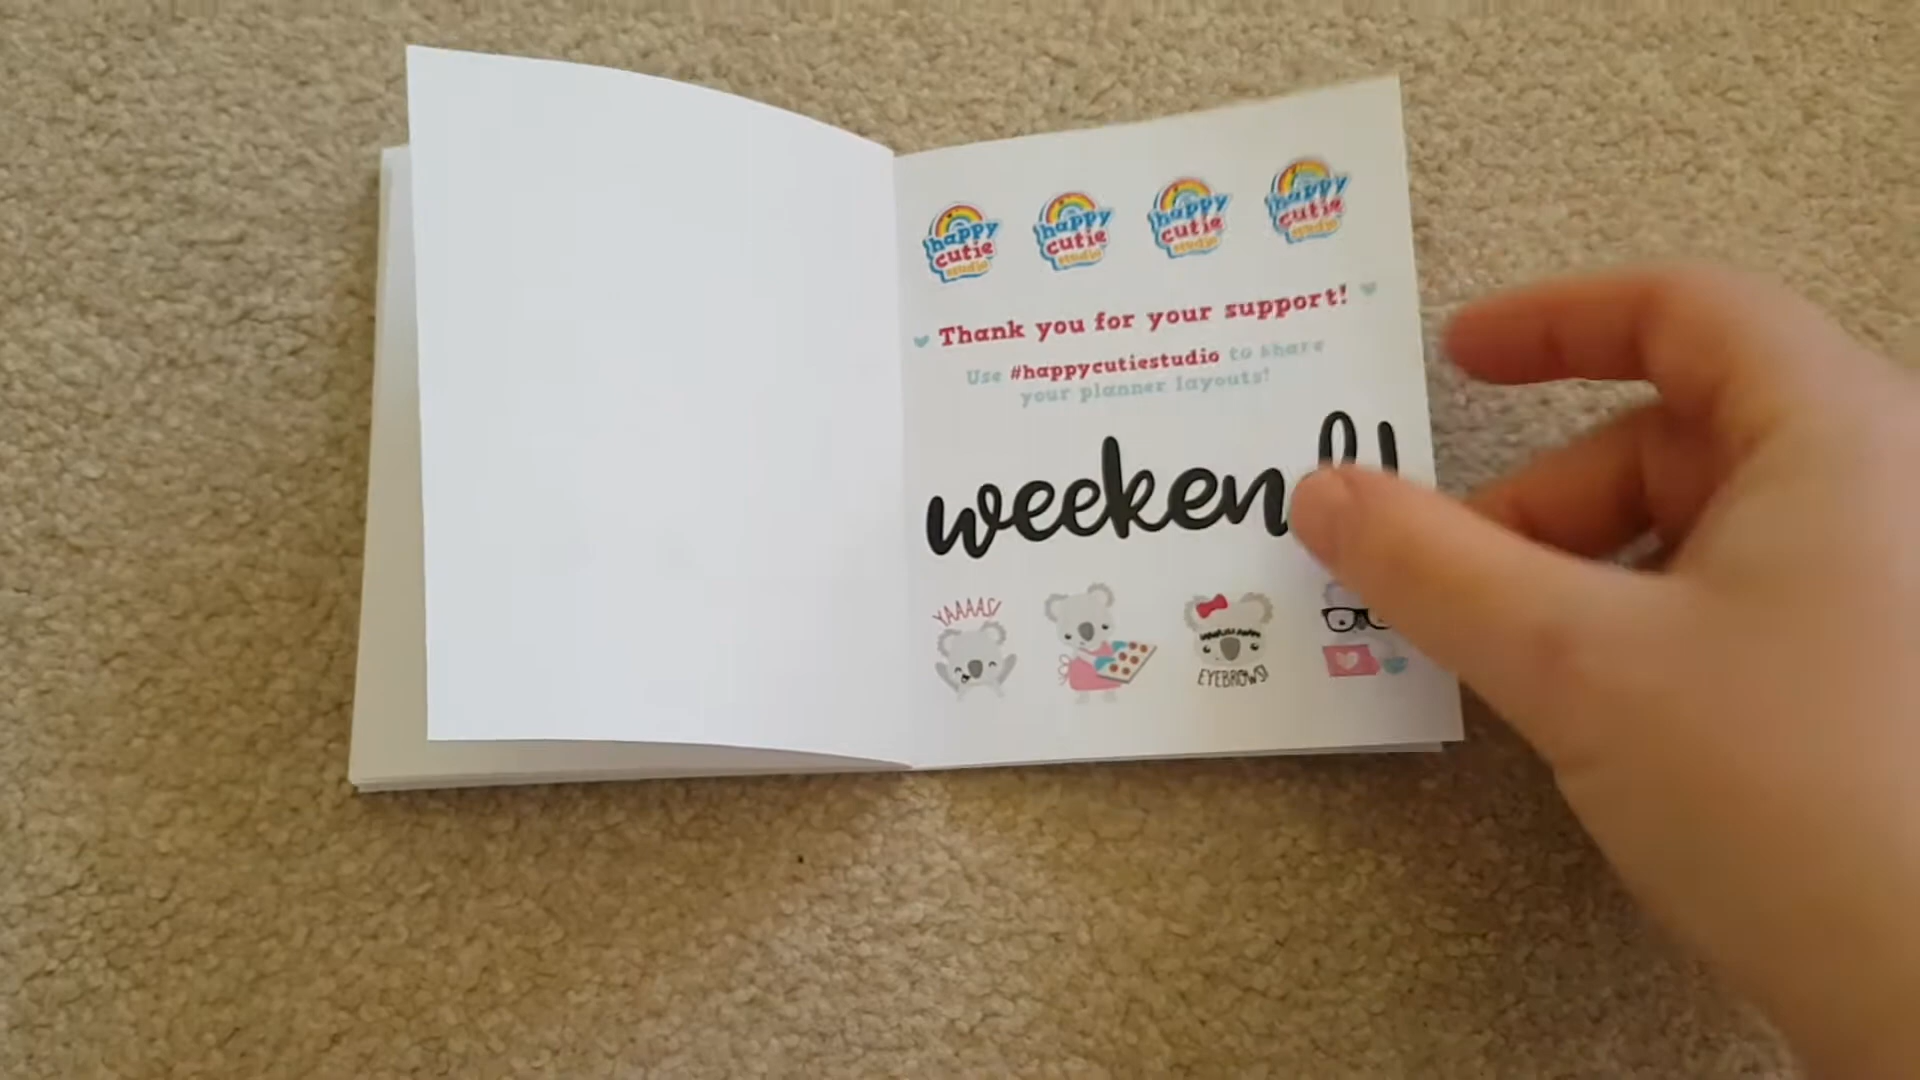 happy cutie studio
happy cutie studio
happy cutie studio
happy cutie studio
Thank you for your support!
Use #happycutiestudio to share
your planner layouts!
YAAAAS!
EYEBROWS!